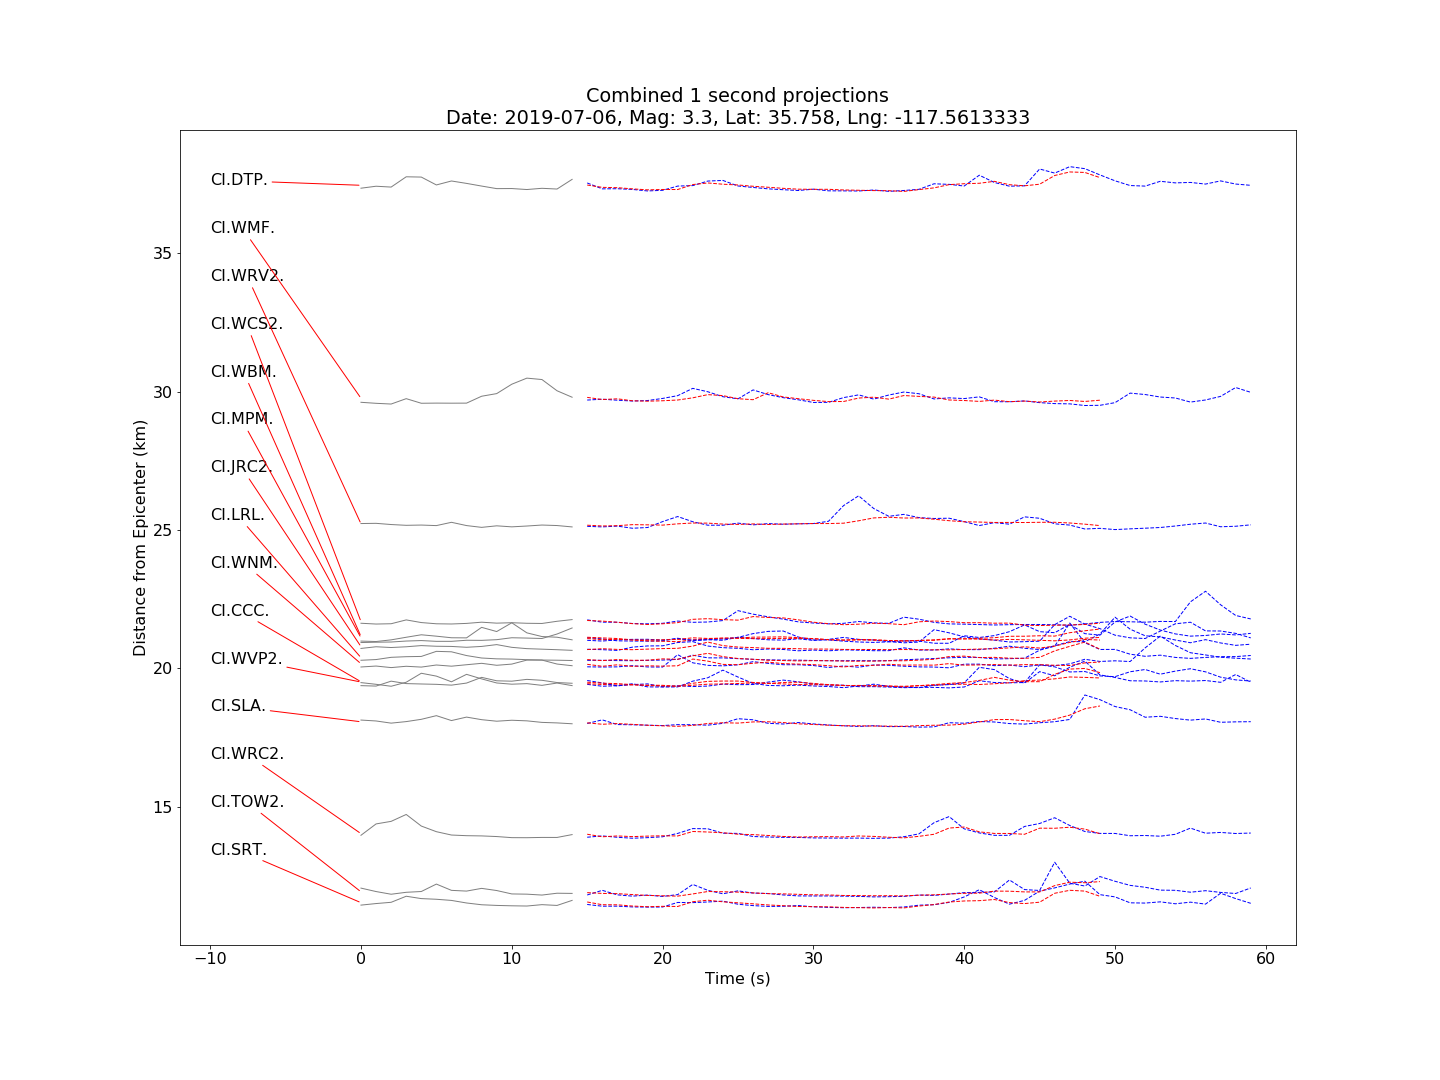 Combined 1 second projections
Date: 2019-07-06, Mag: 3.3, Lat: 35.758, Lng: -117.5613333
CI.DTP.
CI.WMF.
35
CI.WRV2.
CI.WCS2.
CI.WBM.
30
CI.MPM.
CI.JRC2.
CI.LRL.
25
CI.WNM.
CI.CCC.
CI.WVP2.
20
CI.SLA.
CI.WRC2.
CI.TOW2.
15
CI.SRT.
Distance from Epicenter (km)
−10 0 10 20 30 40 50 60
Time (s)